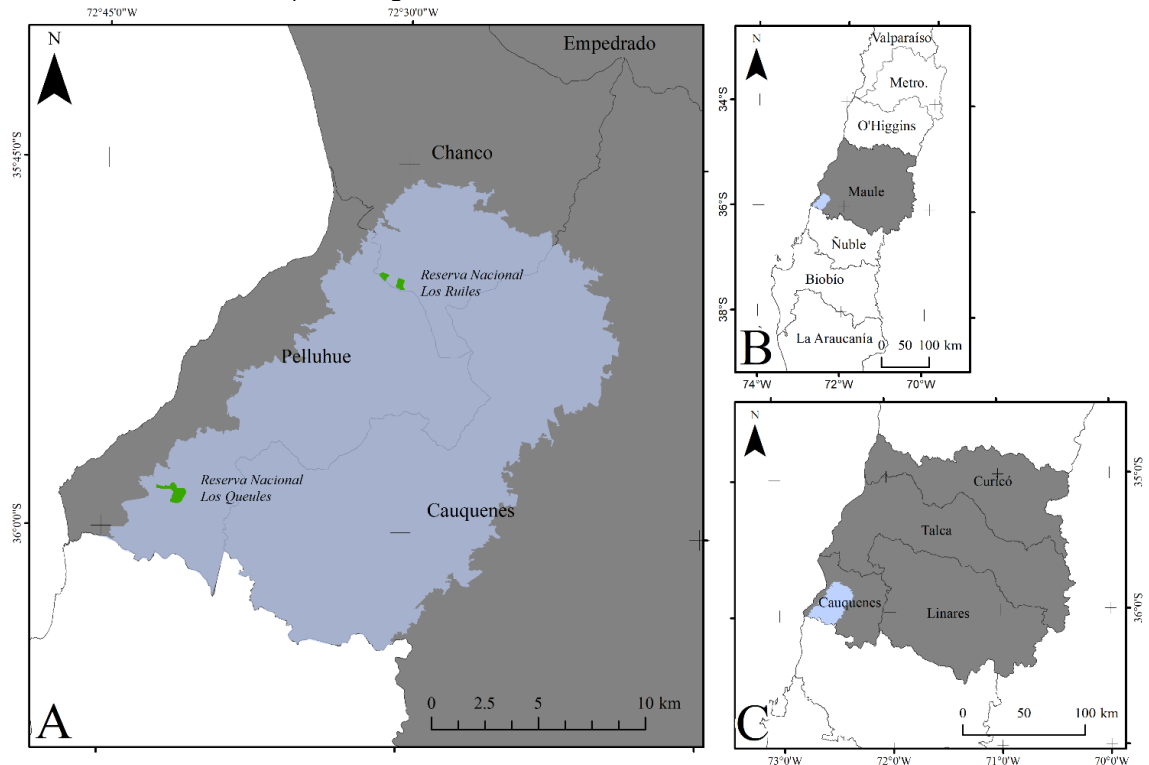 72°45'0"W
72°30'0"W
N
Empedrado
35°45'0"S
Chanco
Reserva Nacional
Los Ruiles
Pelluhue
Reserva Nacional
Los Queules
Cauquenes
36°0'0"S
0 2.5 5 10 km
A
N
Valparaíso
Metro.
34°S
O'Higgins
Maule
36°S
Ñuble
Biobío
38°S
La Araucanía
0 50 100 km
B
74°W 72°W 70°W
N
Curicó
35°0'S
Talca
Cauquenes
Linares
36°0'S
0 50 100 km
C
73°0'W 72°0'W 71°0'W 70°0'W